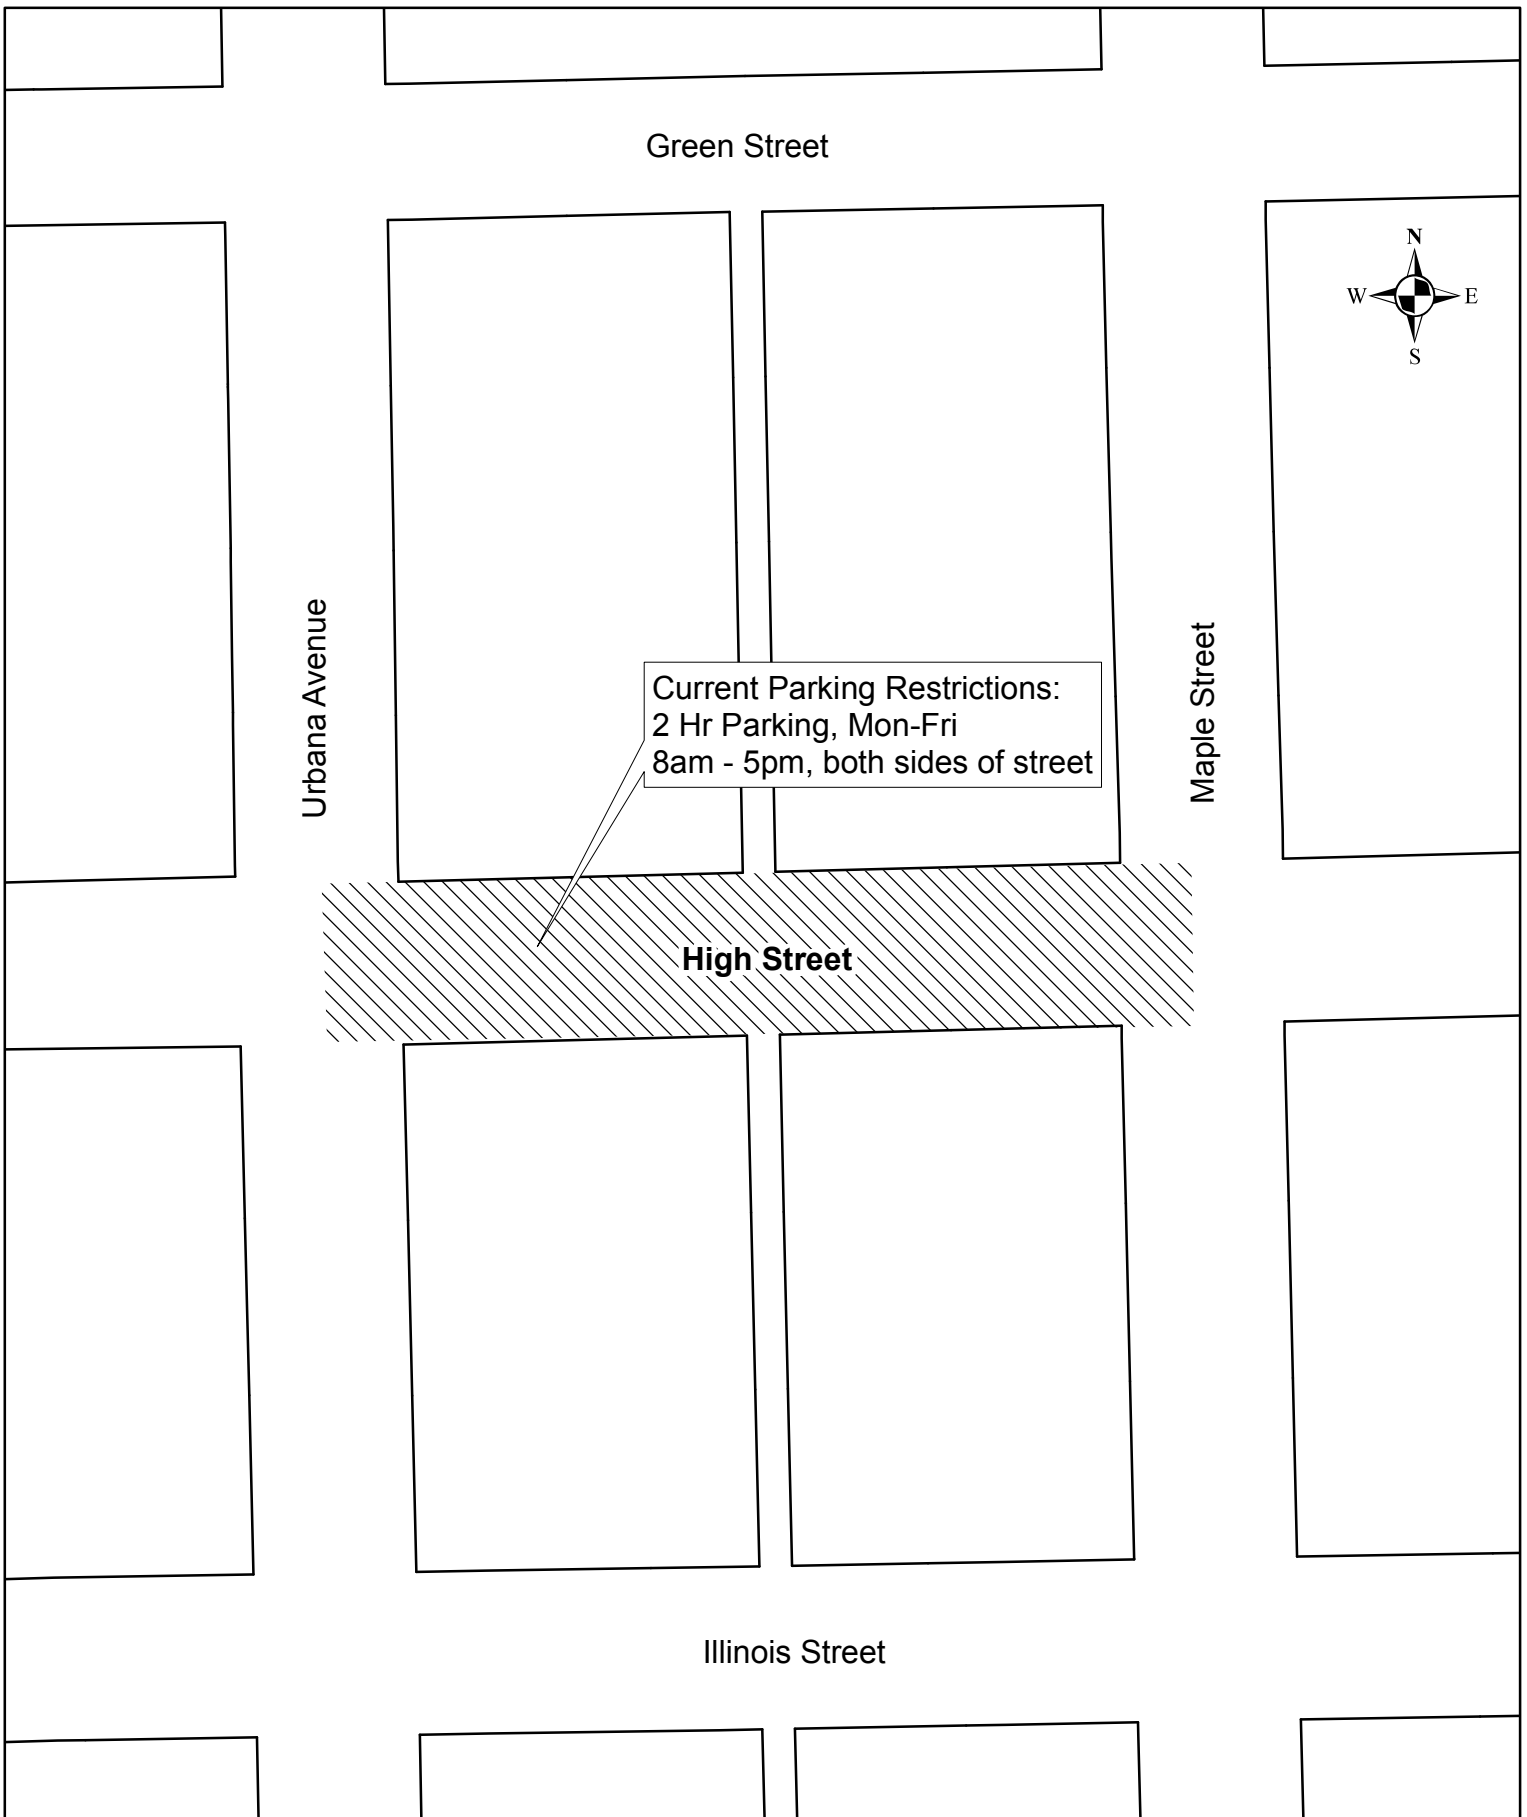 Green Street
N
W E
S
Urbana Avenue
Maple Street
Current Parking Restrictions:
2 Hr Parking, Mon-Fri
8am - 5pm, both sides of street
High Street
Illinois Street